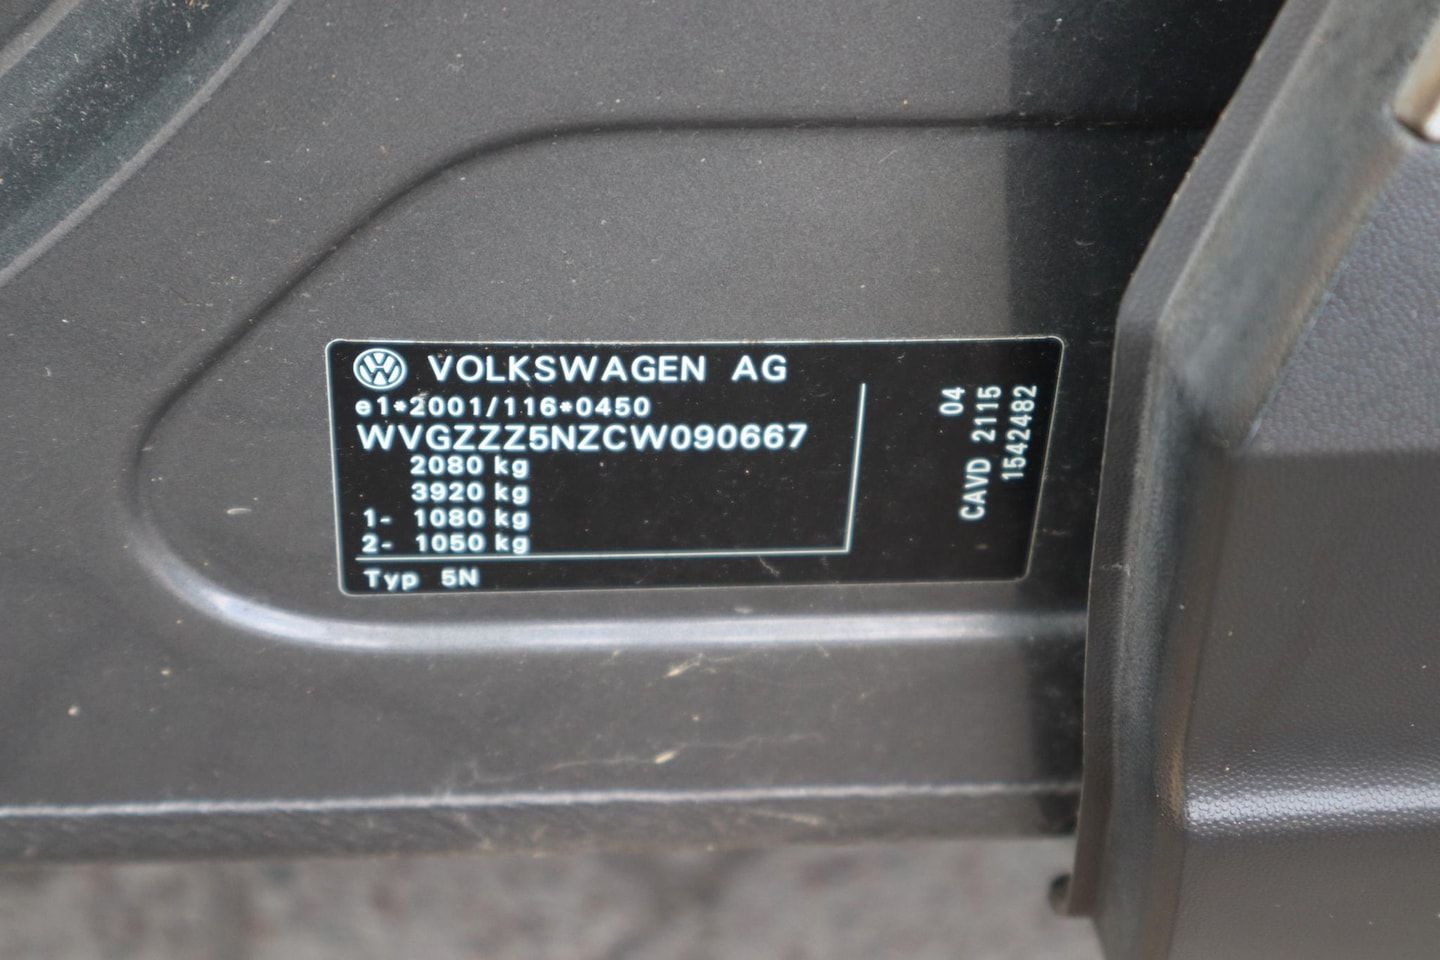 VOLKSWAGEN AG
e1*2001/116*0450
WVGZZZ5NZCW090667
2080 kg
3920 kg
1- 1080 kg
2- 1050 kg
Typ 5N
04
CAVD 2115
1542482